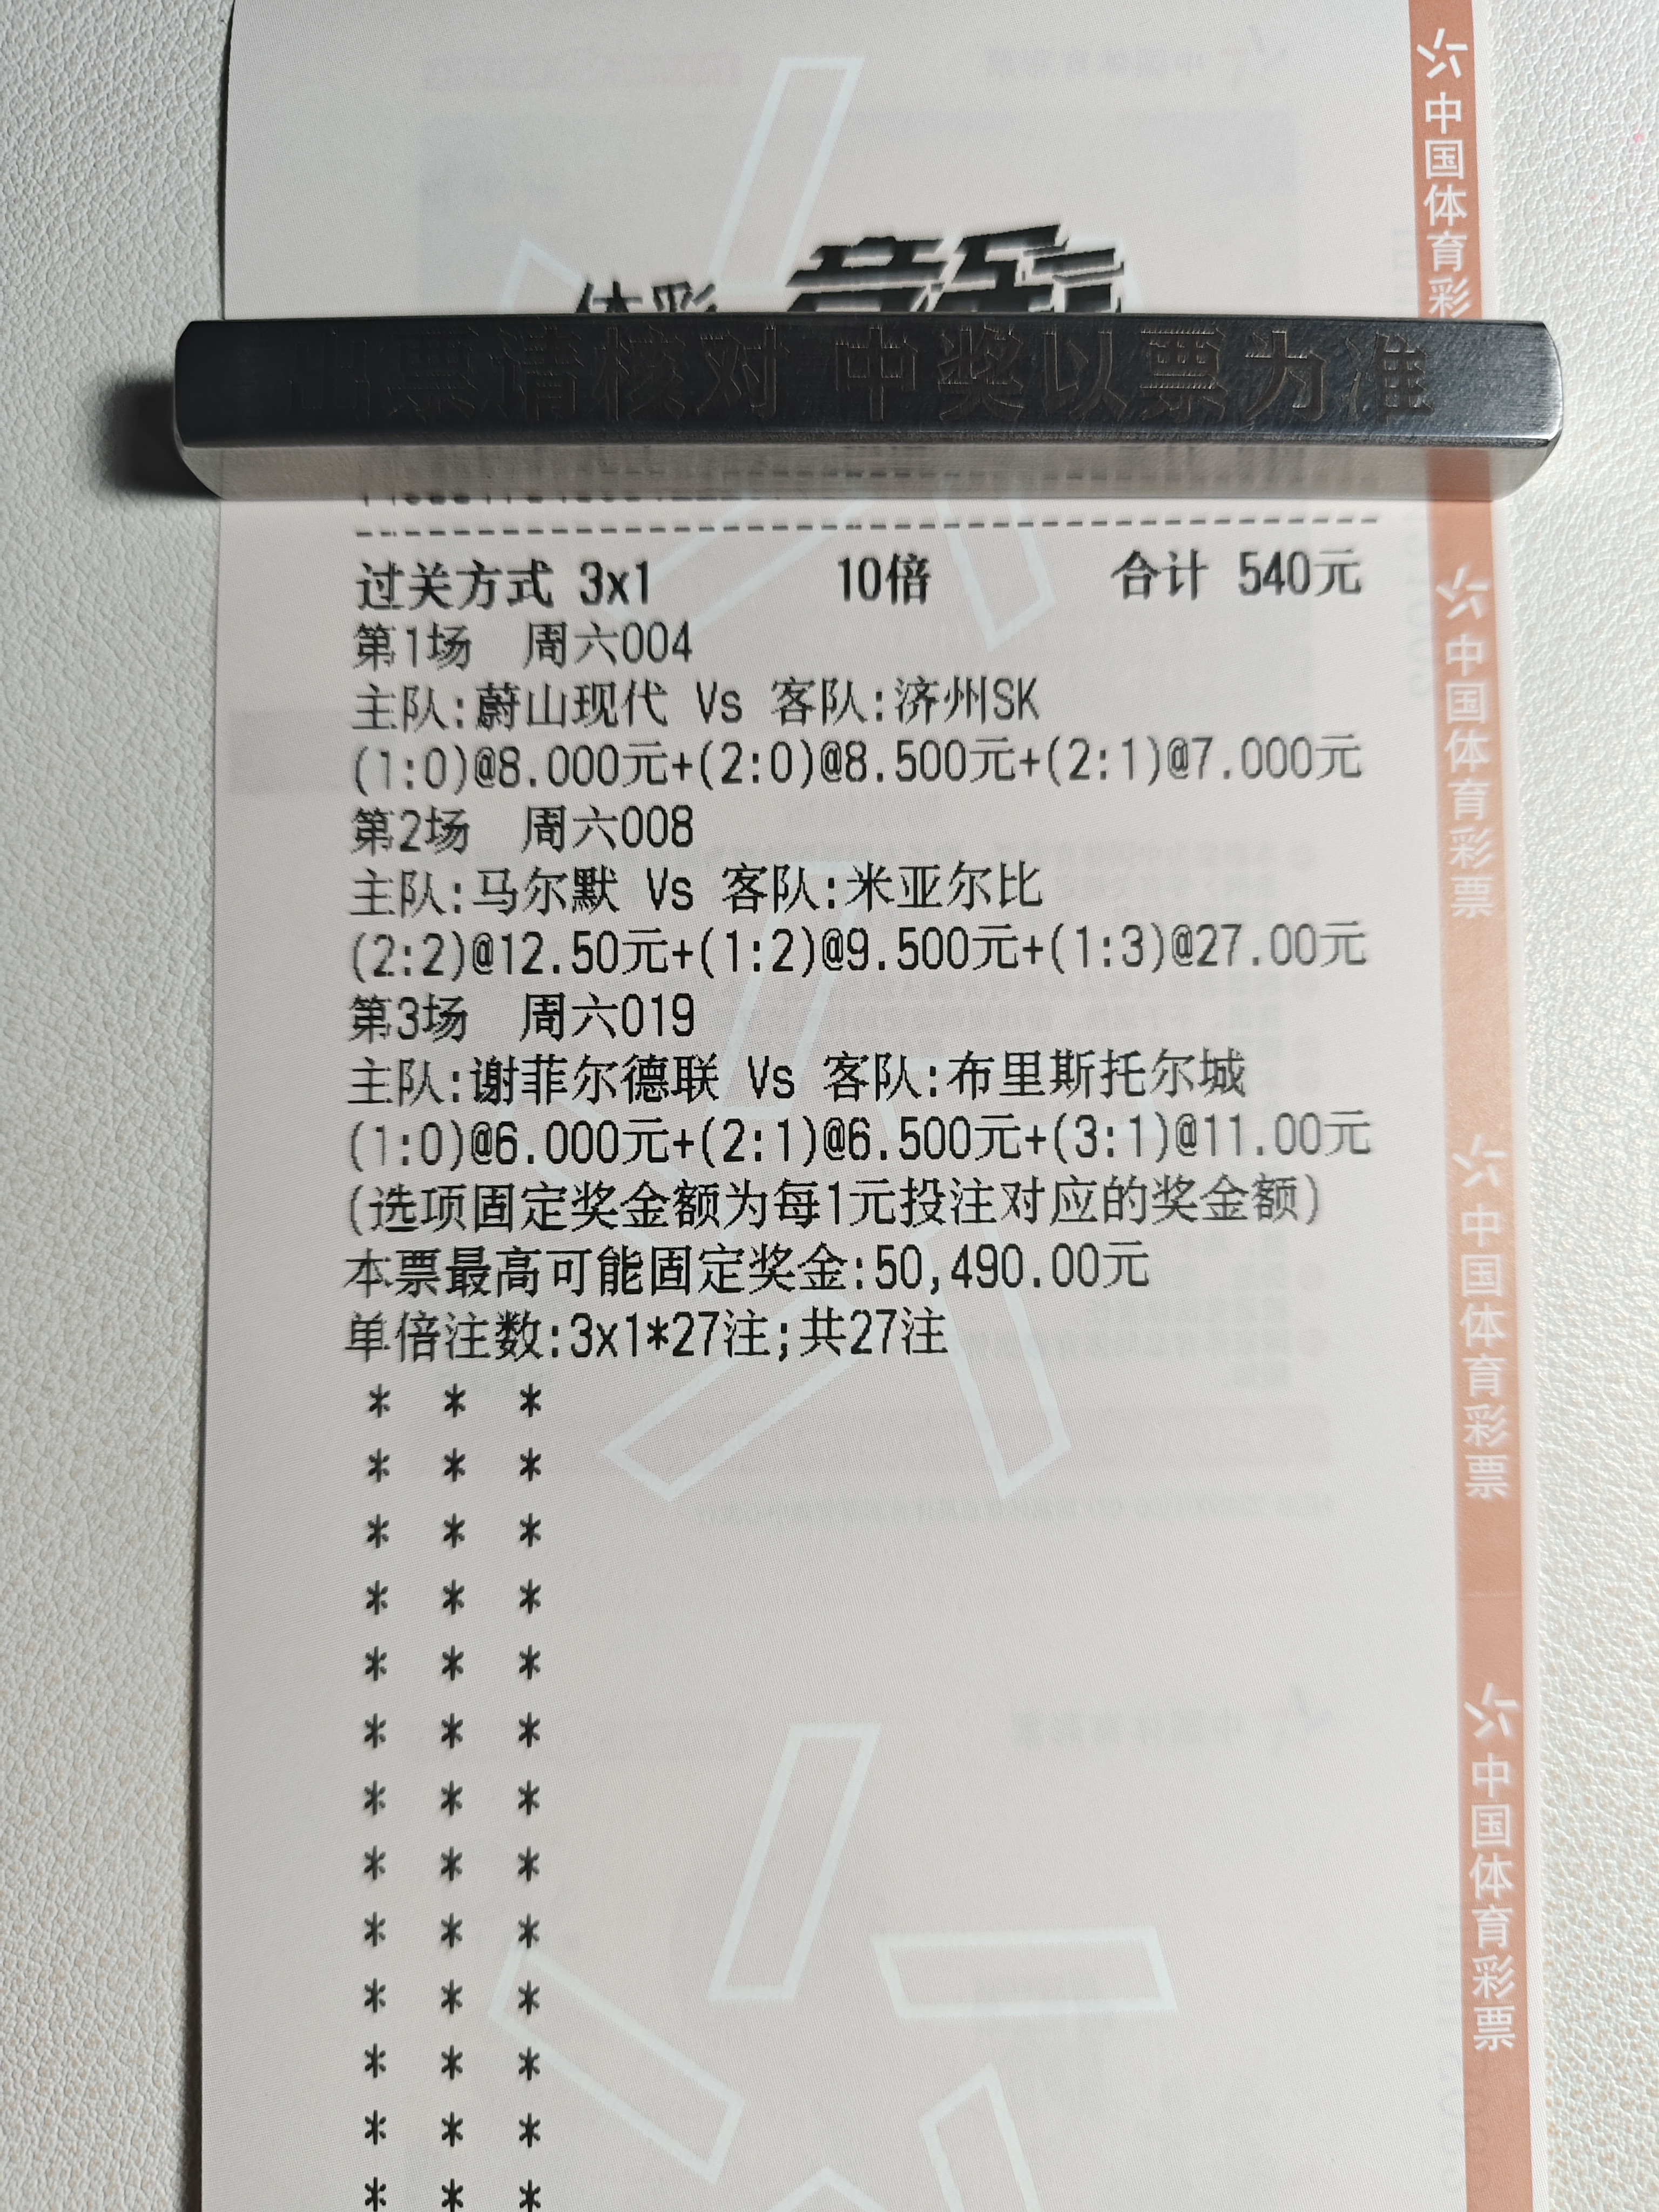 体彩
出票请核对 中奖以票为准
过关方式 3x1 10倍 合计 540元
第1场 周六004
主队:蔚山现代 Vs 客队:济州SK
(1:0)@8.000元+(2:0)@8.500元+(2:1)@7.000元
第2场 周六008
主队:马尔默 Vs 客队:米亚尔比
(2:2)@12.50元+(1:2)@9.500元+(1:3)@27.00元
第3场 周六019
主队:谢菲尔德联 Vs 客队:布里斯托尔城
(1:0)@6.000元+(2:1)@6.500元+(3:1)@11.00元
(选项固定奖金额为每1元投注对应的奖金额)
本票最高可能固定奖金:50,490.00元
单倍注数:3x1*27注;共27注
* * *
* * *
* * *
* * *
* * *
* * *
* * *
* * *
* * *
* * *
* * *
* * *
* * *
中国体育彩
中国体育彩票
中国体育彩票
中国体育彩票